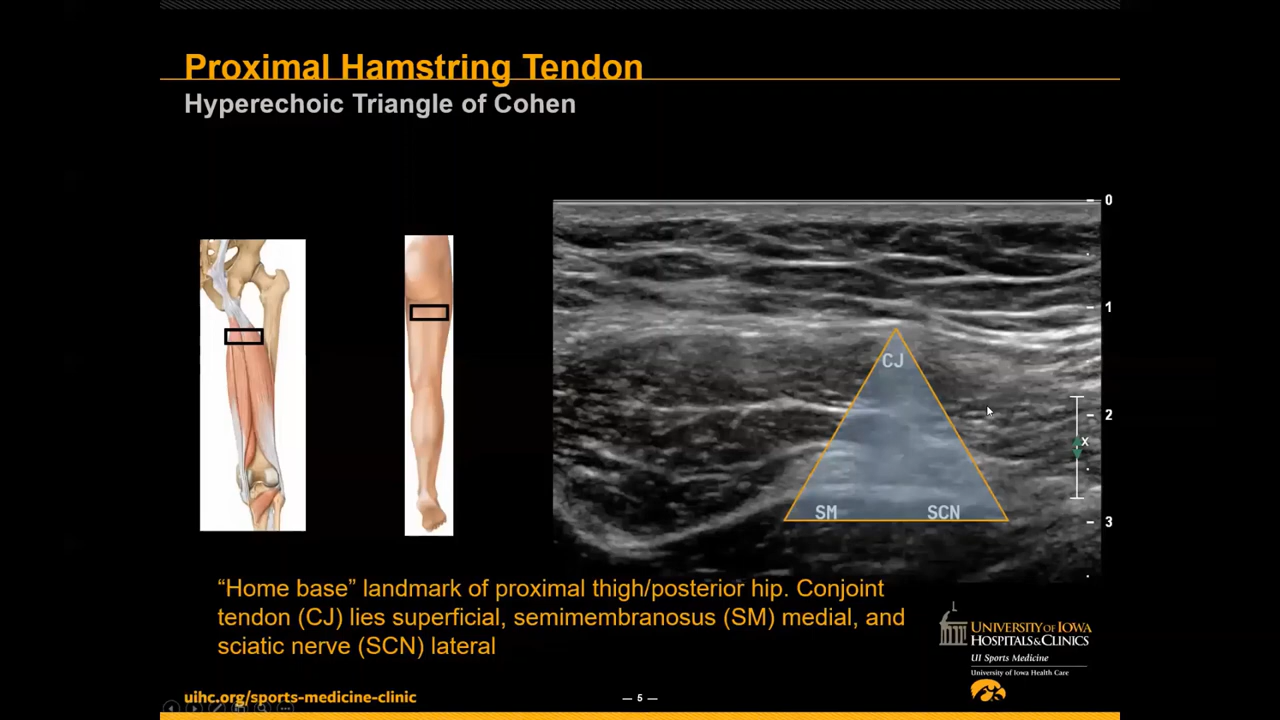 Proximal Hamstring Tendon
Hyperechoic Triangle of Cohen
0
1
CJ
2
x
SM
SCN
3
“Home base” landmark of proximal thigh/posterior hip. Conjoint
tendon (CJ) lies superficial, semimembranosus (SM) medial, and
sciatic nerve (SCN) lateral
UNIVERSITY OF IOWA
HOSPITALS & CLINICS
UI Sports Medicine
University of Iowa Health Care
uihc.org/sports-medicine-clinic
— 5 —